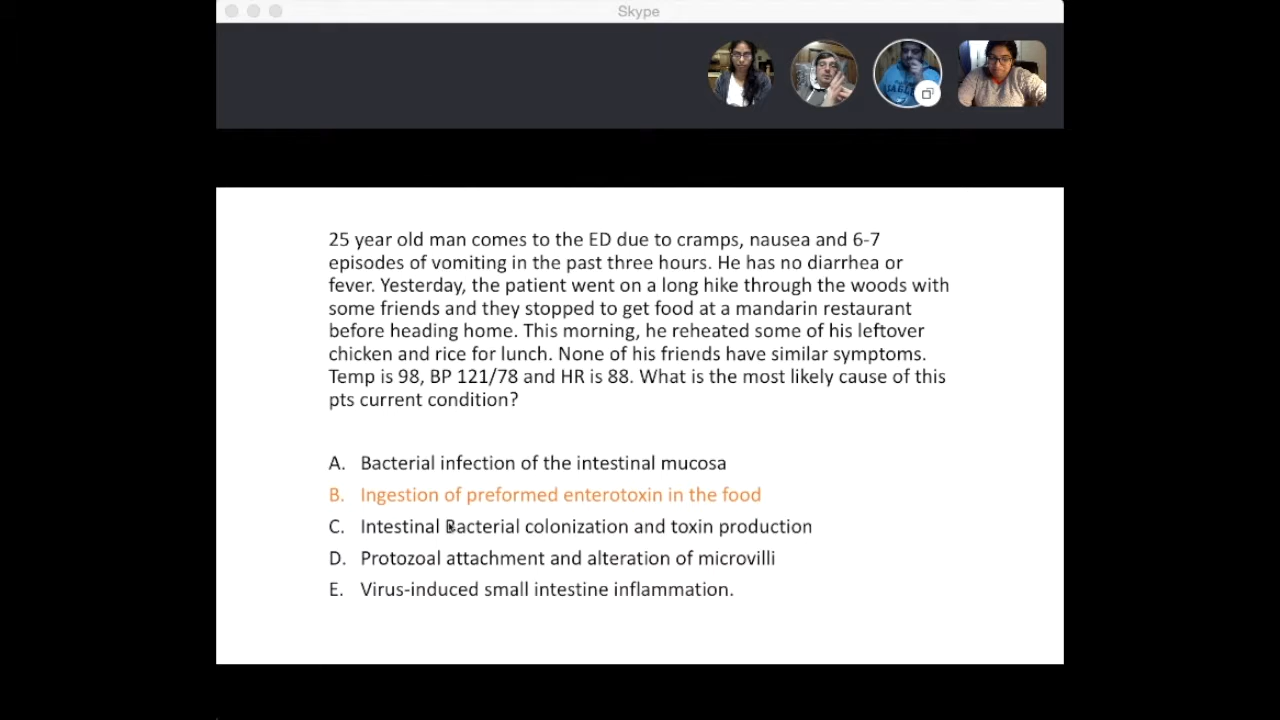 Skype
25 year old man comes to the ED due to cramps, nausea and 6-7
episodes of vomiting in the past three hours. He has no diarrhea or
fever. Yesterday, the patient went on a long hike through the woods with
some friends and they stopped to get food at a mandarin restaurant
before heading home. This morning, he reheated some of his leftover
chicken and rice for lunch. None of his friends have similar symptoms.
Temp is 98, BP 121/78 and HR is 88. What is the most likely cause of this
pts current condition?
A. Bacterial infection of the intestinal mucosa
B. Ingestion of preformed enterotoxin in the food
C. Intestinal Bacterial colonization and toxin production
D. Protozoal attachment and alteration of microvilli
E. Virus-induced small intestine inflammation.